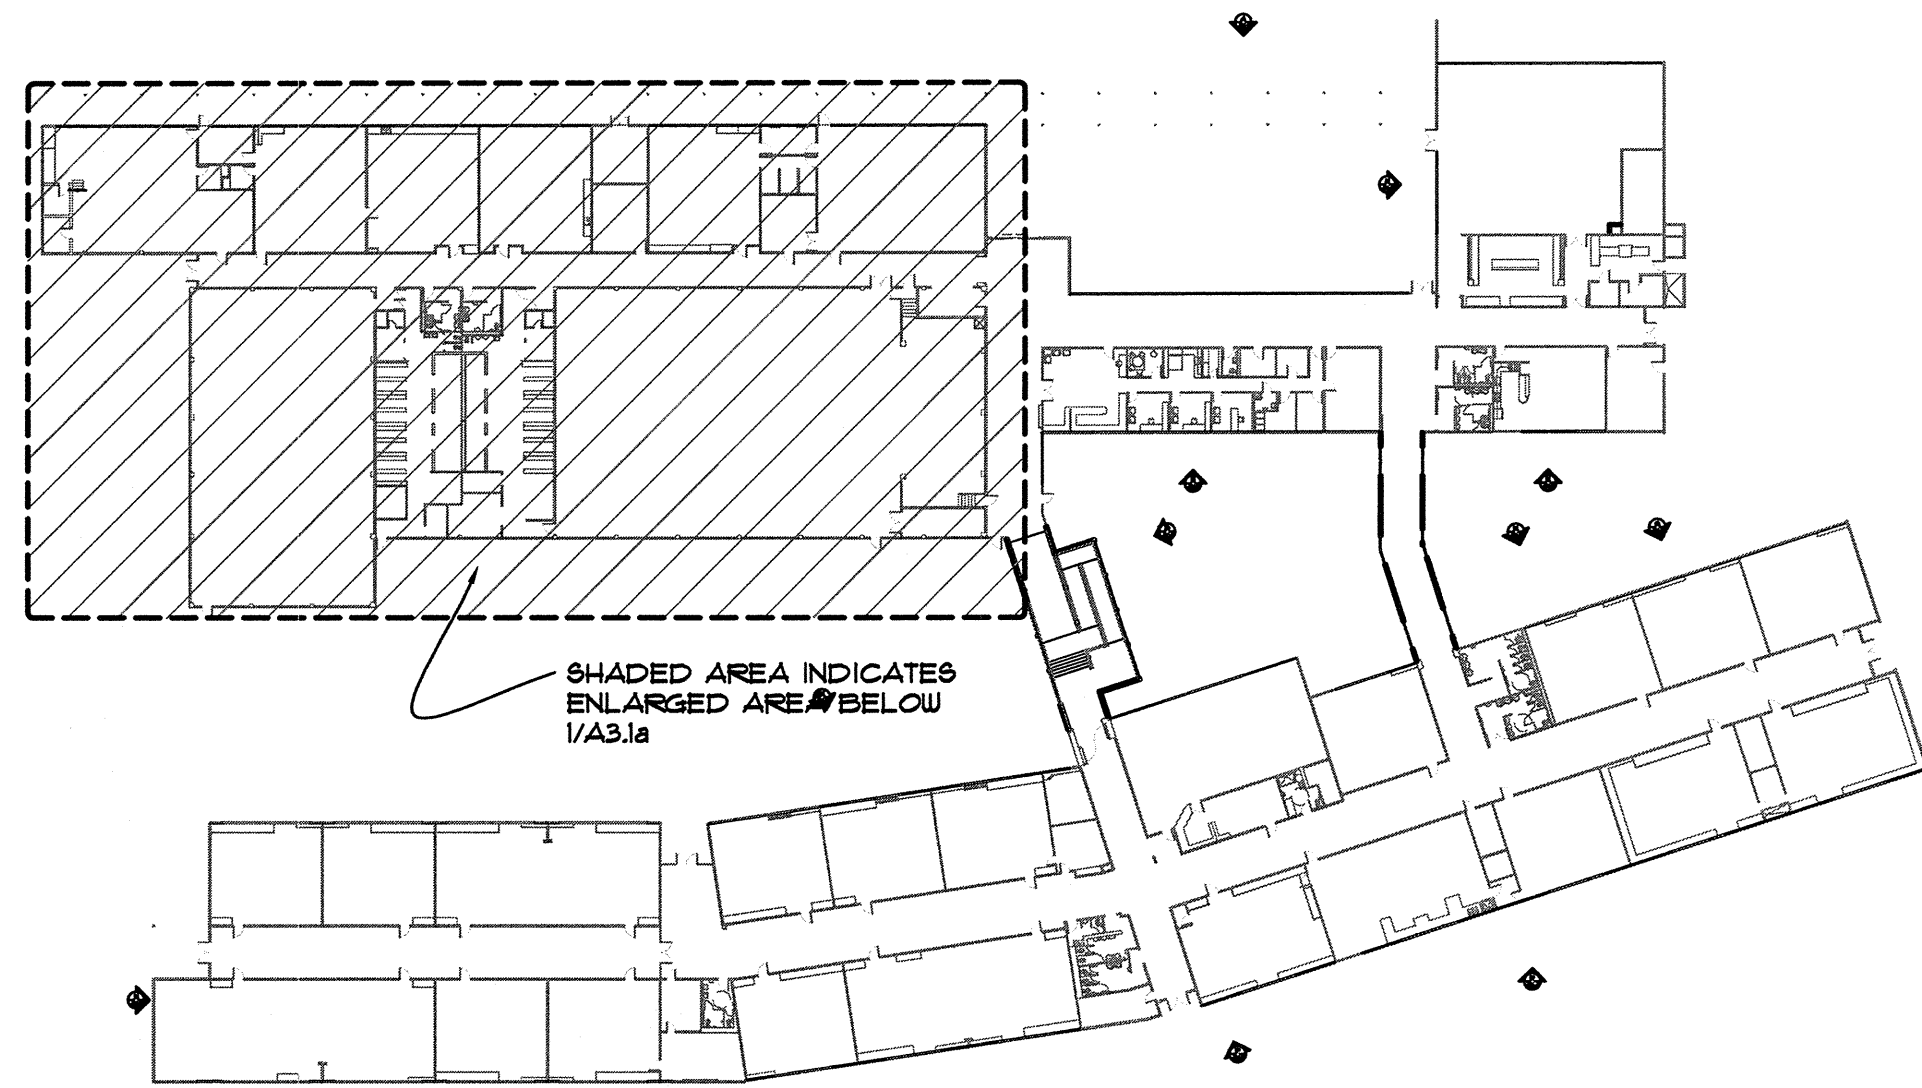 SHADED AREA INDICATES
ENLARGED AREA BELOW
1/A3.1a